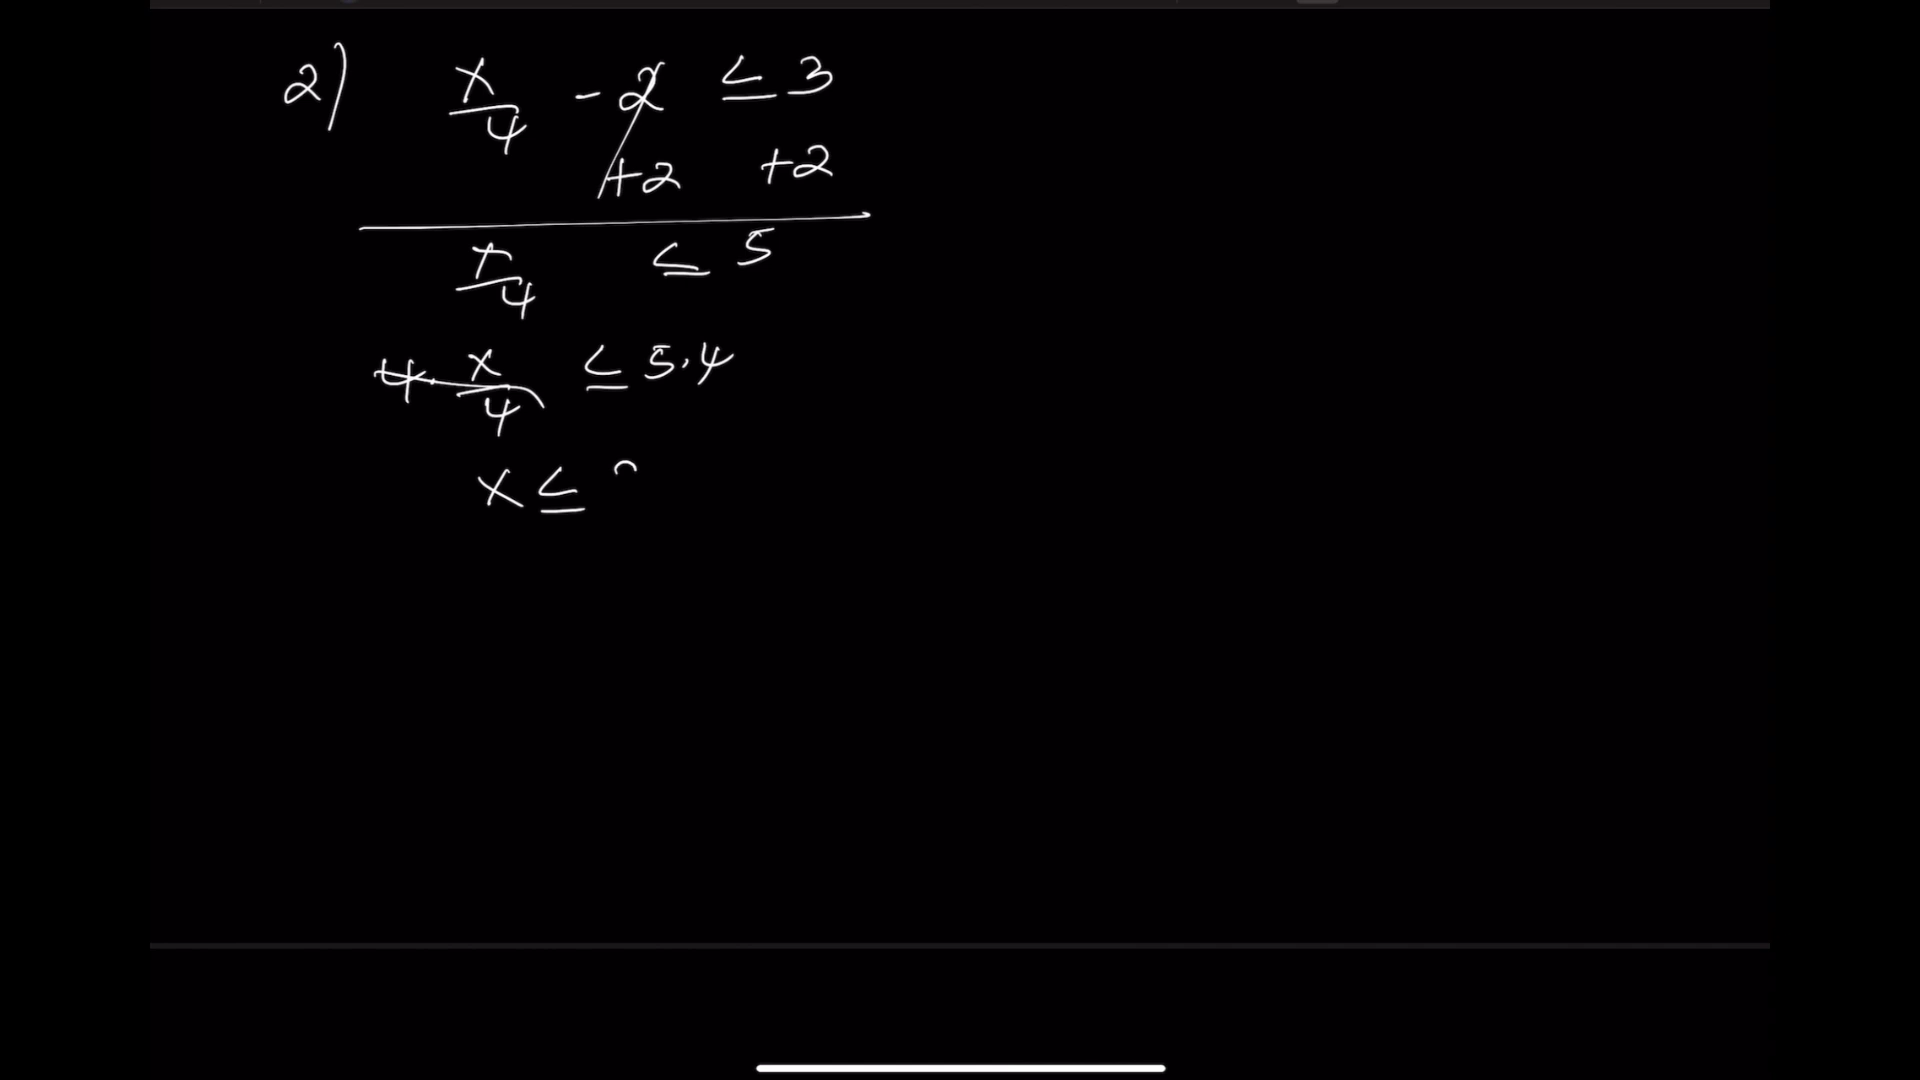 2) x/4 - 2 ≤ 3
+2 +2
x/4 ≤ 5
4·x/4 ≤ 5·4
x ≤